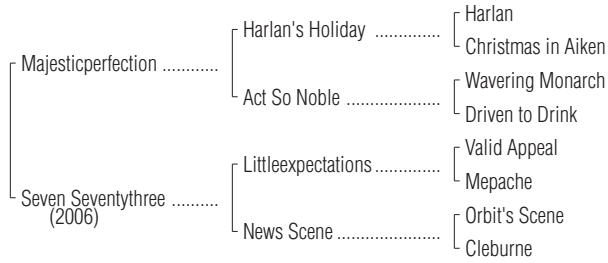 Harlan
Harlan's Holiday ..............
Christmas in Aiken
Majesticperfection ............
Wavering Monarch
Act So Noble .....................
Driven to Drink
Valid Appeal
Littleexpectations ...............
Mepache
Seven Seventythree ..........
(2006)
Orbit's Scene
News Scene .......................
Cleburne